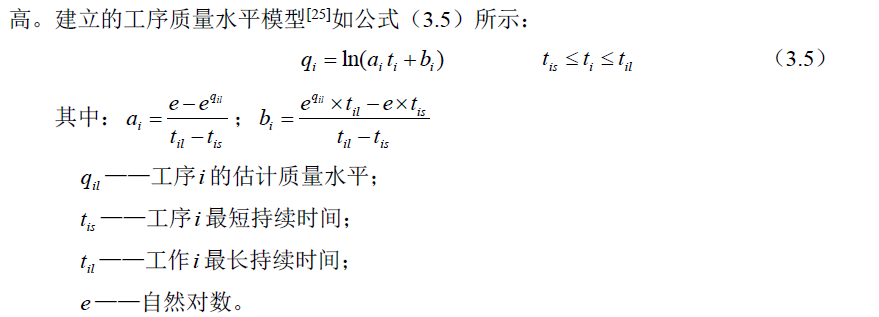 高。建立的工序质量水平模型[25]如公式（3.5）所示：
q_i = ln(a_i t_i + b_i)    t_{is} ≤ t_i ≤ t_{il}    （3.5）
其中：a_i = \frac{e - e^{q_{il}}}{t_{il} - t_{is}}；b_i = \frac{e^{q_{il}} × t_{il} - e × t_{is}}{t_{il} - t_{is}}
q_{il}——工序i的估计质量水平；
t_{is}——工序i最短持续时间；
t_{il}——工作i最长持续时间；
e——自然对数。